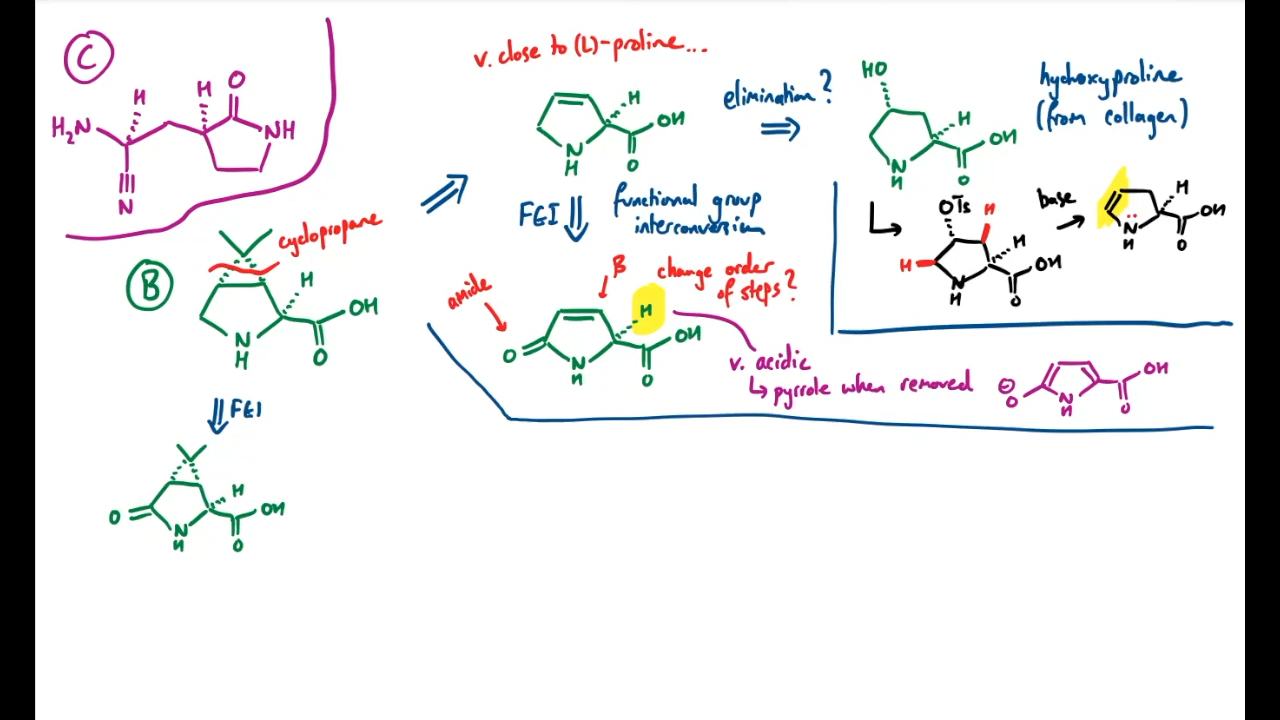 C
H
H
O
H₂N
NH
N
v. close to (L)-proline...
H
OH
N
H
O
elimination?
HO
H
OH
N
H
O
hydroxyproline
(from collagen)
cyclopropane
B
H
OH
N
H
O
FGI
functional group
interconversion
OTs
H
H
H
OH
N
H
O
base
H
OH
N
H
O
amide
B
change order
of steps?
H
OH
O
N
H
O
v. acidic
↳ pyrrole when removed
⊖
O
OH
N
H
O
FGI
H
O
OH
N
H
O